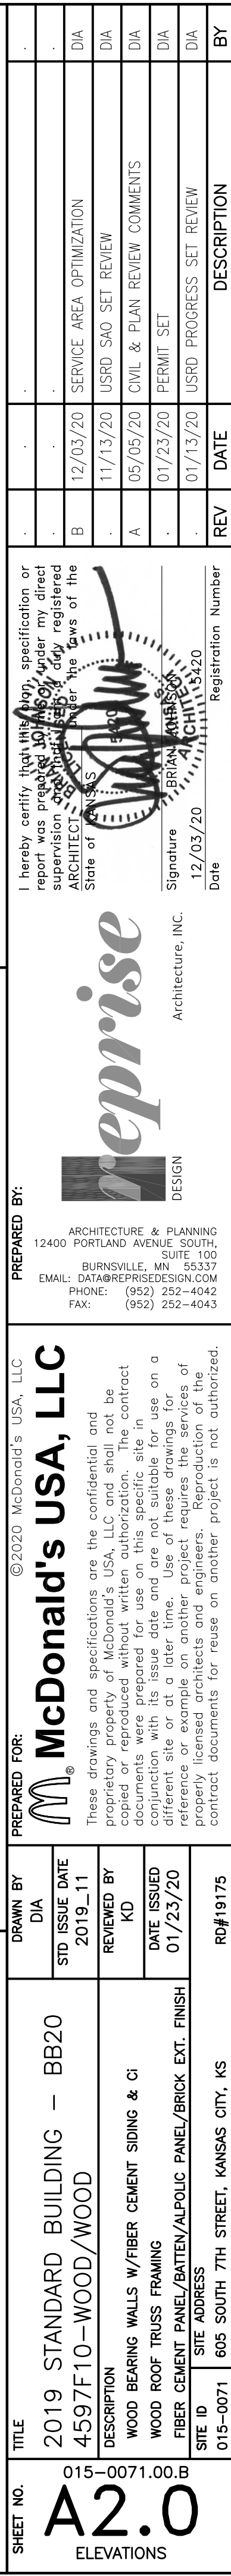 SHEET NO.
015-0071.00.B
A2.0
ELEVATIONS
TITLE
2019 STANDARD BUILDING - BB20
4597F10-WOOD/WOOD
DESCRIPTION
WOOD BEARING WALLS W/FIBER CEMENT SIDING & Ci
WOOD ROOF TRUSS FRAMING
FIBER CEMENT PANEL/BATTEN/ALPOLIC PANEL/BRICK EXT. FINISH
SITE ID
015-0071
SITE ADDRESS
605 SOUTH 7TH STREET, KANSAS CITY, KS
RD#19175
DRAWN BY
DIA
STD ISSUE DATE
2019_11
REVIEWED BY
KD
DATE ISSUED
01/23/20
PREPARED FOR:
©2020 McDonald's USA, LLC
McDonald's USA, LLC
These drawings and specifications are the confidential and
proprietary property of McDonald's USA, LLC and shall not be
copied or reproduced without written authorization. The contract
documents were prepared for use on this specific site in
conjunction with its issue date and are not suitable for use on a
different site or at a later time. Use of these drawings for
reference or example on another project requires the services of
properly licensed architects and engineers. Reproduction of the
contract documents for reuse on another project is not authorized.
PREPARED BY:
ARCHITECTURE & PLANNING
12400 PORTLAND AVENUE SOUTH,
SUITE 100
BURNSVILLE, MN 55337
EMAIL: DATA@REPRISEDESIGN.COM
PHONE: (952) 252-4042
FAX: (952) 252-4043
reprise
DESIGN
Architecture, INC.
I hereby certify that this plan, specification or
report was prepared under my direct
supervision a duly registered
ARCHITECT under the laws of the
State of KANSAS
5420
ARCHITECT
Signature BRIAN JOHNSON
12/03/20 5420
Date Registration Number
. . . .
. . . .
B 12/03/20 SERVICE AREA OPTIMIZATION DIA
. 11/13/20 USRD SAO SET REVIEW DIA
A 05/05/20 CIVIL & PLAN REVIEW COMMENTS DIA
. 01/23/20 PERMIT SET DIA
. 01/13/20 USRD PROGRESS SET REVIEW DIA
REV DATE DESCRIPTION BY